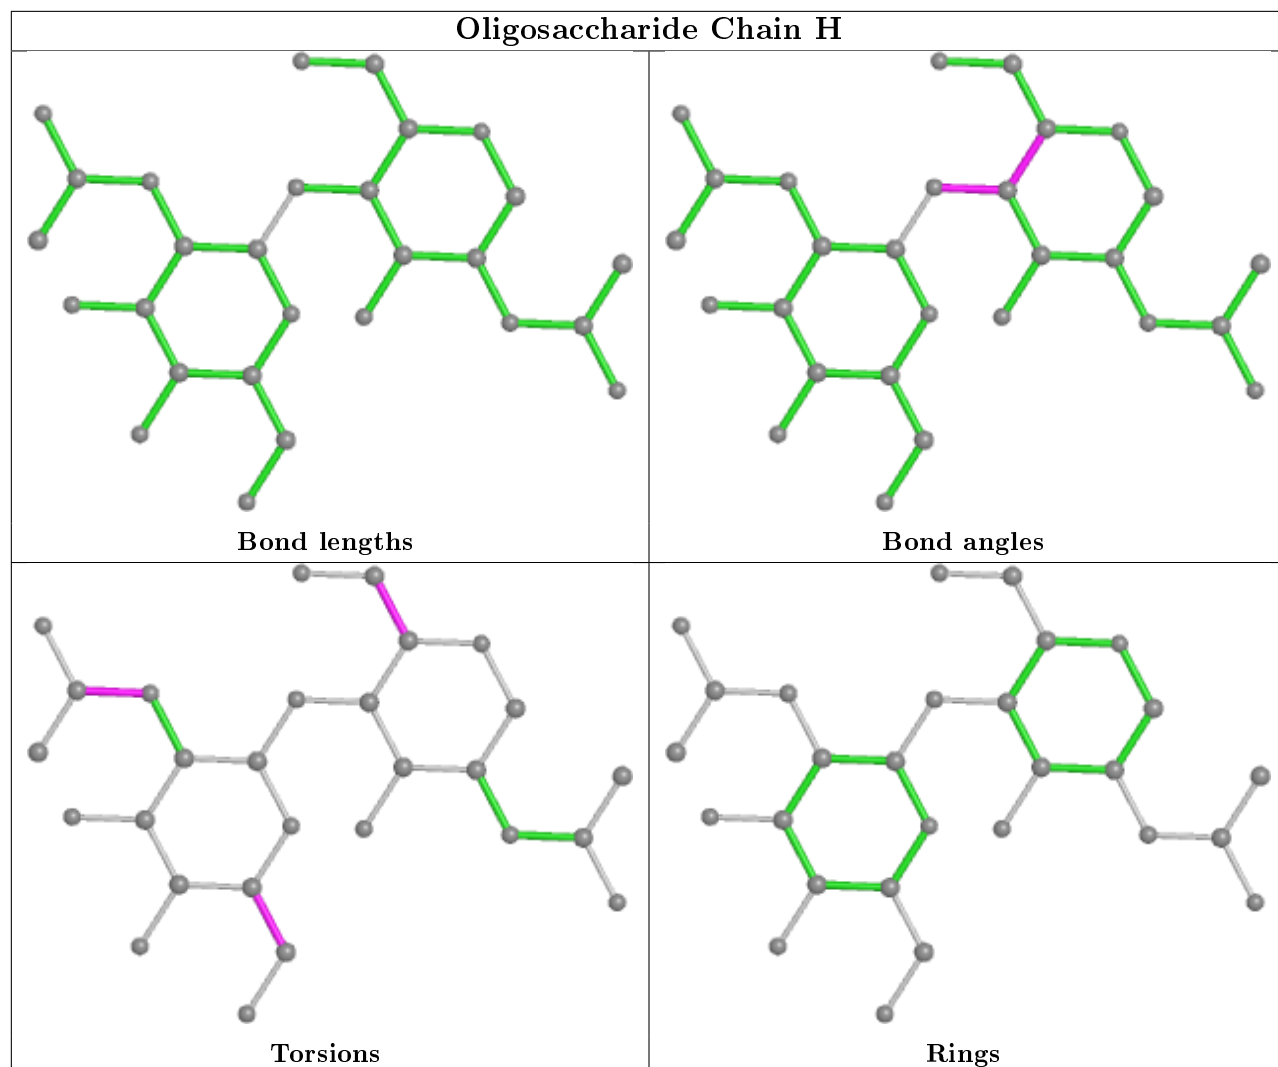 Oligosaccharide Chain H
Bond lengths
Bond angles
Torsions
Rings